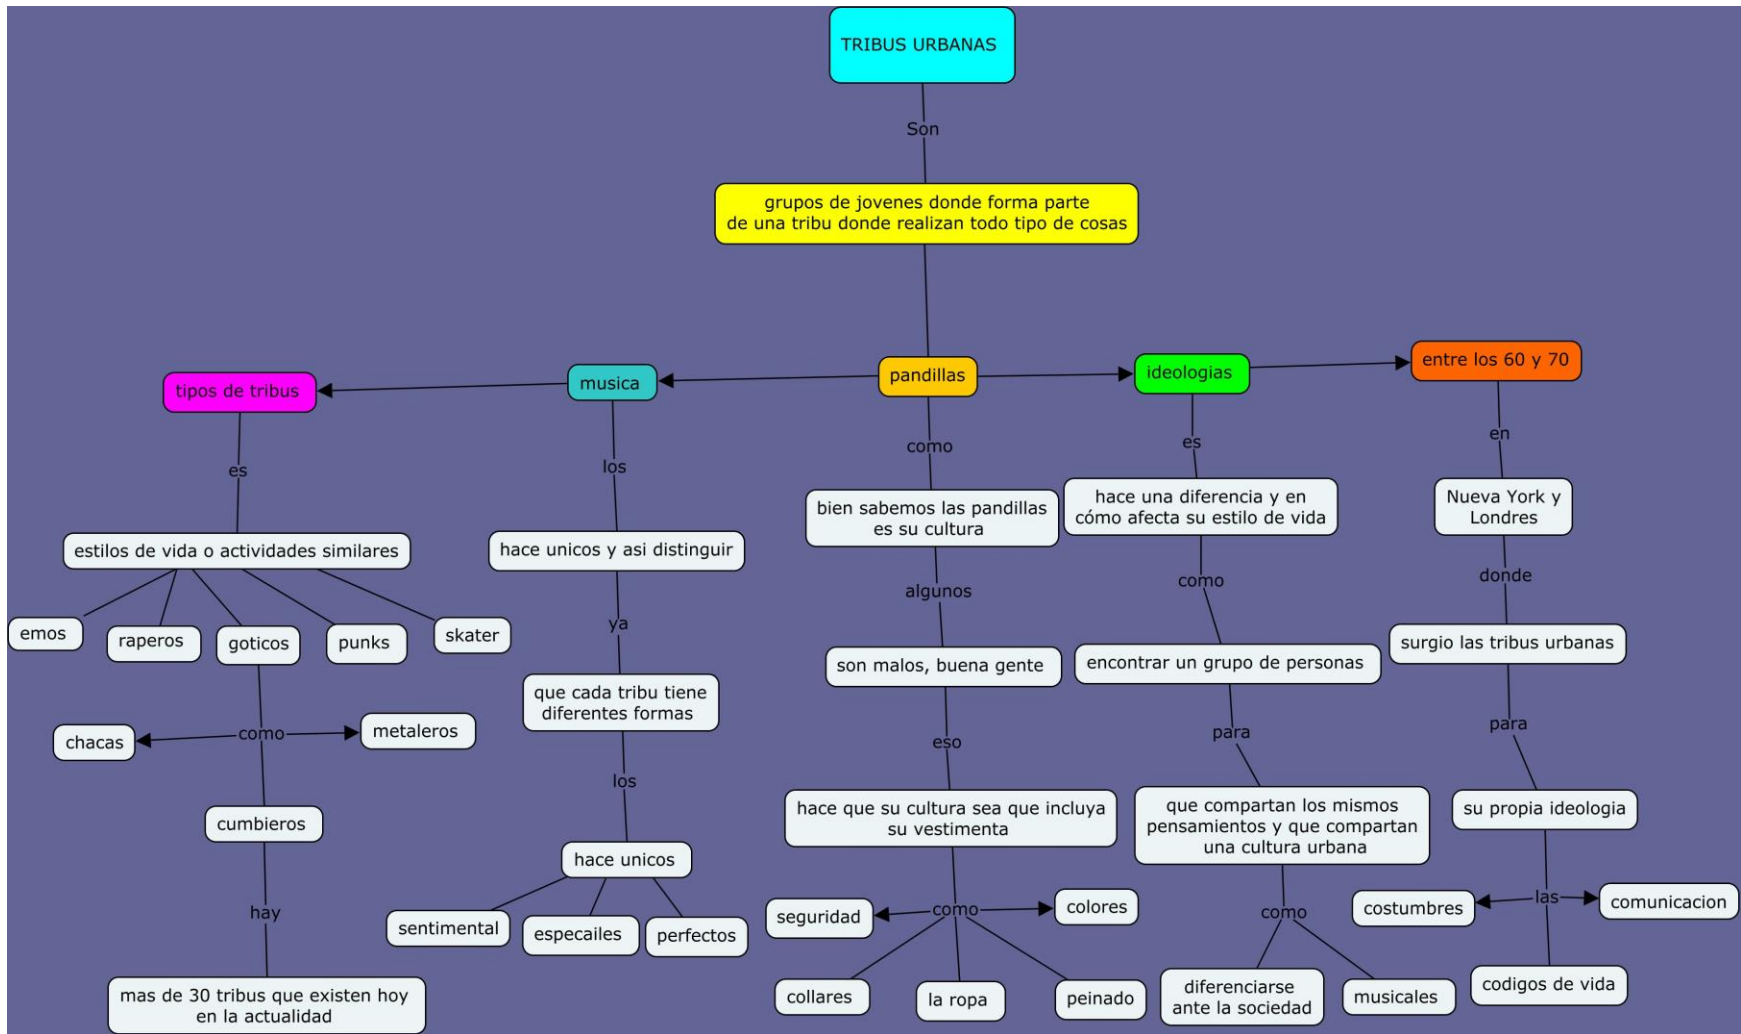 TRIBUS URBANAS
Son
grupos de jovenes donde forma parte
de una tribu donde realizan todo tipo de cosas
tipos de tribus
musica
pandillas
ideologias
entre los 60 y 70
es
estilos de vida o actividades similares
emos
raperos
goticos
punks
skater
como
chacas
metaleros
cumbieros
hay
mas de 30 tribus que existen hoy
en la actualidad
los
hace unicos y asi distinguir
ya
que cada tribu tiene
diferentes formas
los
hace unicos
sentimental
especailes
perfectos
como
bien sabemos las pandillas
es su cultura
algunos
son malos, buena gente
eso
hace que su cultura sea que incluya
su vestimenta
como
seguridad
colores
collares
la ropa
peinado
es
hace una diferencia y en
cómo afecta su estilo de vida
como
encontrar un grupo de personas
para
que compartan los mismos
pensamientos y que compartan
una cultura urbana
como
diferenciarse
ante la sociedad
musicales
en
Nueva York y
Londres
donde
surgio las tribus urbanas
para
su propia ideologia
las
costumbres
comunicacion
codigos de vida